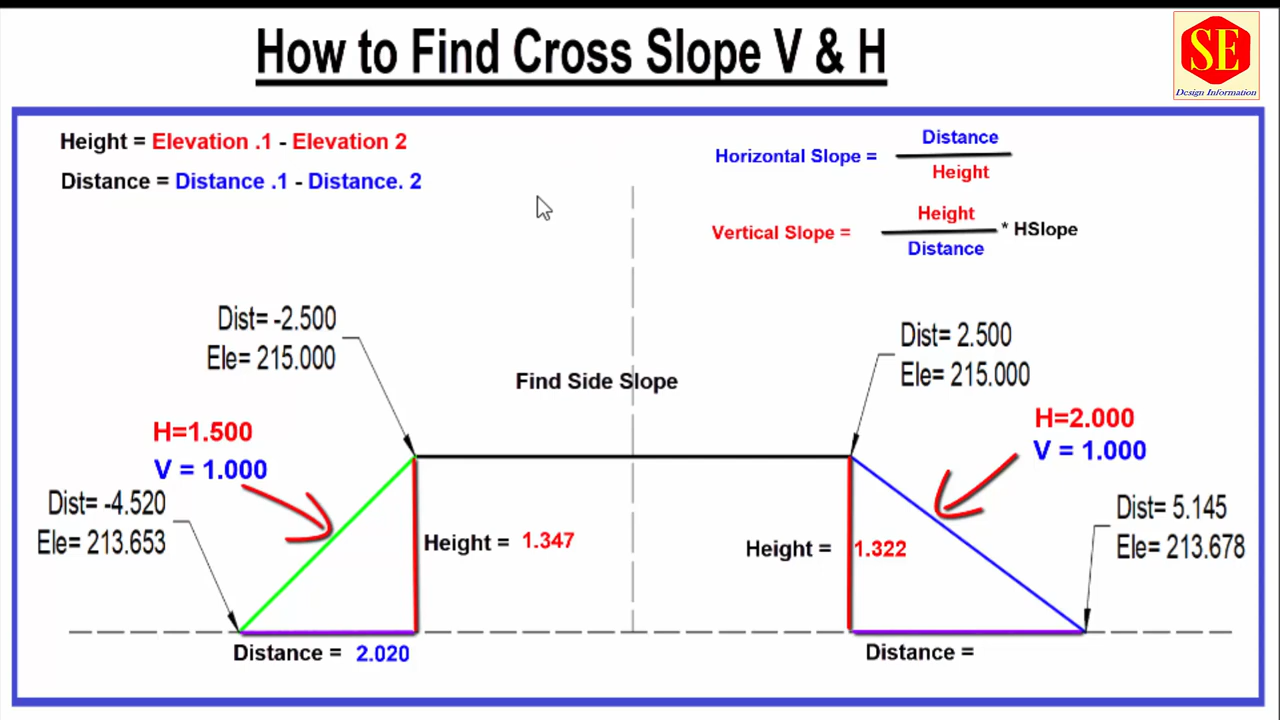 How to Find Cross Slope V & H
SE
Design Information
Height = Elevation .1 - Elevation 2
Distance = Distance .1 - Distance. 2
Horizontal Slope = Distance
Height
Vertical Slope = Height
Distance
* HSlope
Dist= -2.500
Ele= 215.000
Dist= 2.500
Ele= 215.000
Find Side Slope
H=1.500
V = 1.000
H=2.000
V = 1.000
Dist= -4.520
Ele= 213.653
Dist= 5.145
Ele= 213.678
Height = 1.347
Height = 1.322
Distance = 2.020
Distance =